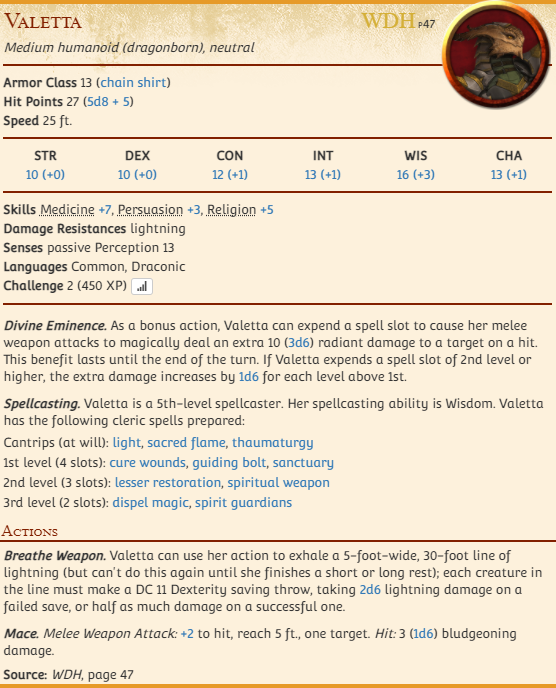 Valetta WDH p47
Medium humanoid (dragonborn), neutral
Armor Class 13 (chain shirt)
Hit Points 27 (5d8 + 5)
Speed 25 ft.
STR DEX CON INT WIS CHA
10 (+0) 10 (+0) 12 (+1) 13 (+1) 16 (+3) 13 (+1)
Skills Medicine +7, Persuasion +3, Religion +5
Damage Resistances lightning
Senses passive Perception 13
Languages Common, Draconic
Challenge 2 (450 XP)
Divine Eminence. As a bonus action, Valetta can expend a spell slot to cause her melee
weapon attacks to magically deal an extra 10 (3d6) radiant damage to a target on a hit.
This benefit lasts until the end of the turn. If Valetta expends a spell slot of 2nd level or
higher, the extra damage increases by 1d6 for each level above 1st.
Spellcasting. Valetta is a 5th-level spellcaster. Her spellcasting ability is Wisdom. Valetta
has the following cleric spells prepared:
Cantrips (at will): light, sacred flame, thaumaturgy
1st level (4 slots): cure wounds, guiding bolt, sanctuary
2nd level (3 slots): lesser restoration, spiritual weapon
3rd level (2 slots): dispel magic, spirit guardians
Actions
Breathe Weapon. Valetta can use her action to exhale a 5-foot-wide, 30-foot line of
lightning (but can't do this again until she finishes a short or long rest); each creature in
the line must make a DC 11 Dexterity saving throw, taking 2d6 lightning damage on a
failed save, or half as much damage on a successful one.
Mace. Melee Weapon Attack: +2 to hit, reach 5 ft., one target. Hit: 3 (1d6) bludgeoning
damage.
Source: WDH, page 47